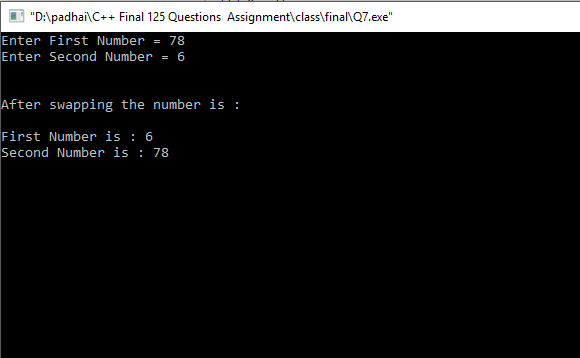 "D:\padhai\C++ Final 125 Questions  Assignment\class\final\Q7.exe"
Enter First Number = 78
Enter Second Number = 6
After swapping the number is :
First Number is : 6
Second Number is : 78